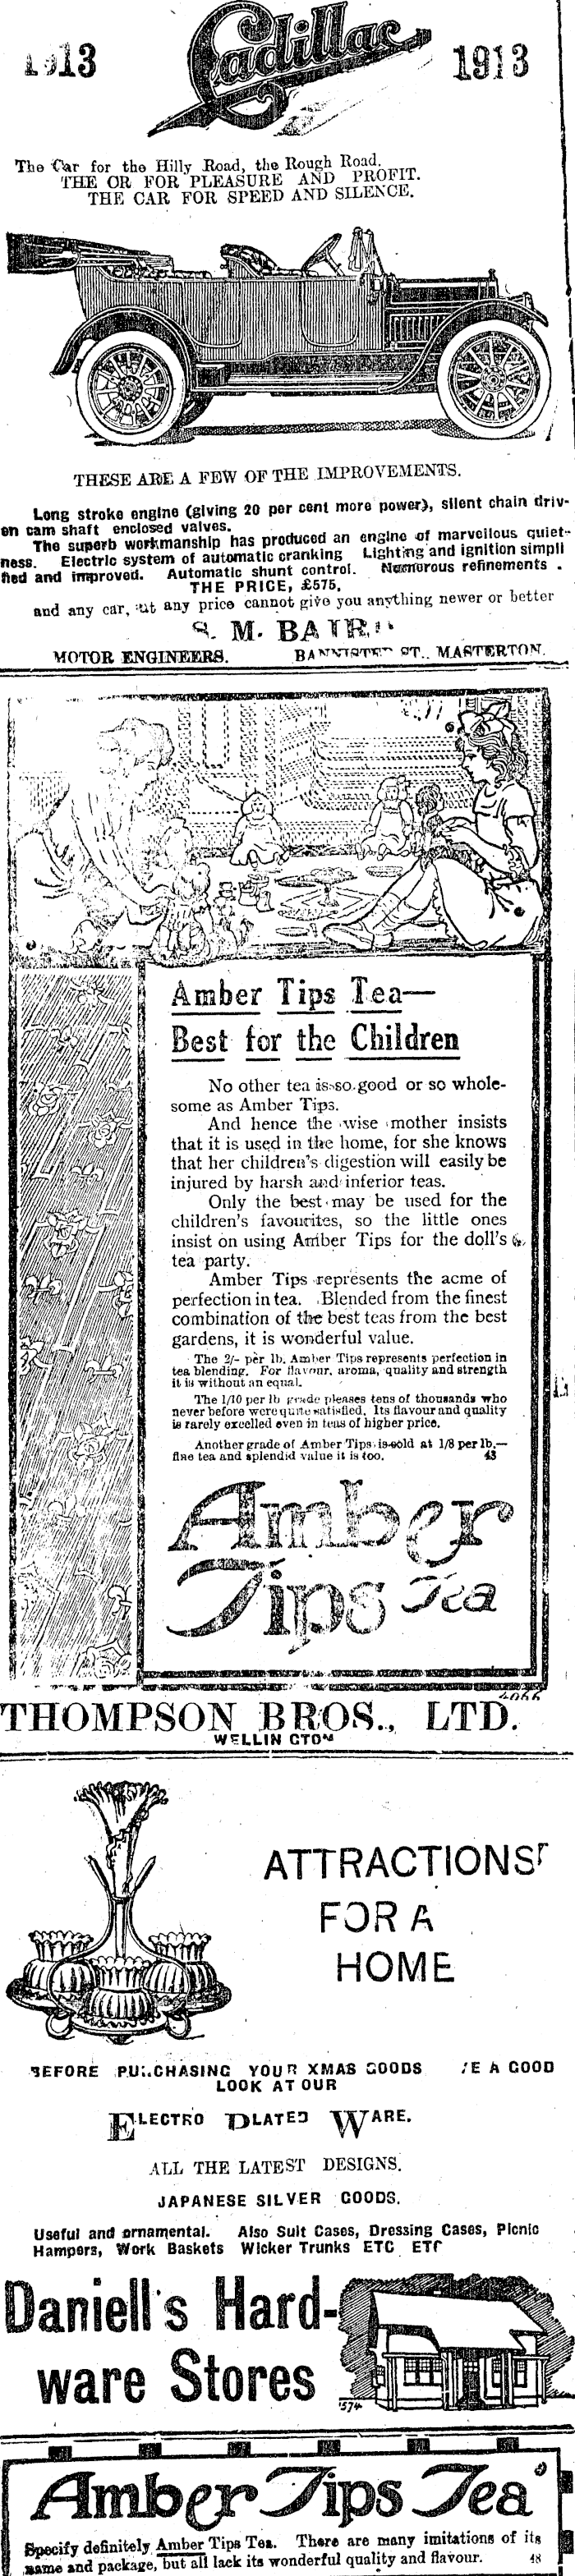 1913 Cadillac 1913
The Car for the Hilly Road, the Rough Road.
THE OR FOR PLEASURE AND PROFIT.
THE CAR FOR SPEED AND SILENCE.
THESE ARE A FEW OF THE IMPROVEMENTS.
Long stroke engine (giving 20 per cent more power), silent chain driv-
en cam shaft enclosed valves.
The superb workmanship has produced an engine of marvellous quiet-
ness. Electric system of automatic cranking Lighting and ignition simpli
fied and improved. Automatic shunt control. Numorous refinements .
THE PRICE, £575,
and any car, at any price cannot give you anything newer or better
S. M. BAIRD
MOTOR ENGINEERS. BANNISTER ST., MASTERTON.
Amber Tips Tea—
Best for the Children
No other tea is so good or so whole-
some as Amber Tips.
And hence the wise mother insists
that it is used in the home, for she knows
that her children's digestion will easily be
injured by harsh and inferior teas.
Only the best may be used for the
children's favourites, so the little ones
insist on using Amber Tips for the doll's
tea party.
Amber Tips represents the acme of
perfection in tea. Blended from the finest
combination of the best teas from the best
gardens, it is wonderful value.
The 2/- per lb. Amber Tips represents perfection in
tea blending. For flavour, aroma, quality and strength
it is without an equal.
The 1/10 per lb grade pleases tens of thousands who
never before were quite satisfied. Its flavour and quality
is rarely excelled even in teas of higher price.
Another grade of Amber Tips is sold at 1/8 per lb.—
fine tea and splendid value it is too. 43
Amber
Tips Tea
4066
THOMPSON BROS., LTD.
WELLINGTON
ATTRACTIONS
FOR A
HOME
BEFORE PURCHASING YOUR XMAS GOODS E A GOOD
LOOK AT OUR
ELECTRO PLATED WARE.
ALL THE LATEST DESIGNS.
JAPANESE SILVER GOODS.
Useful and ornamental. Also Suit Cases, Dressing Cases, Picnic
Hampers, Work Baskets Wicker Trunks ETC ETC
Daniell's Hard-
ware Stores
1574
Amber Tips Tea
Specify definitely Amber Tips Tea. There are many imitations of its
name and package, but all lack its wonderful quality and flavour. 48